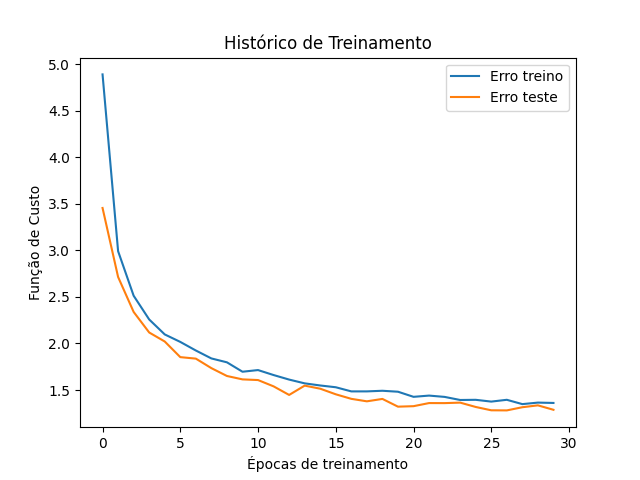 Histórico de Treinamento
Erro treino
Erro teste
Função de Custo
5.0
4.5
4.0
3.5
3.0
2.5
2.0
1.5
0 5 10 15 20 25 30
Épocas de treinamento